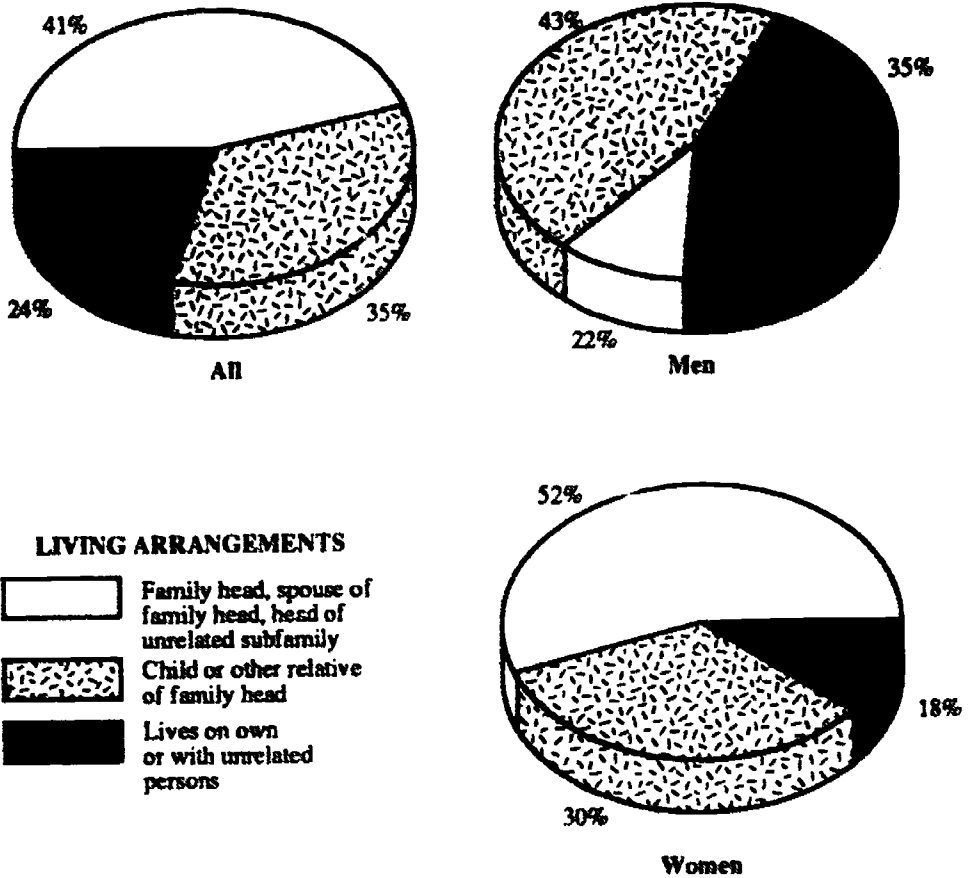 41%
24%
35%
All
43%
35%
22%
Men
LIVING ARRANGEMENTS
Family head, spouse of
family head, head of
unrelated subfamily
Child or other relative
of family head
Lives on own
or with unrelated
persons
52%
18%
30%
Women